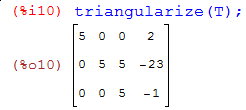 (%i10) triangularize(T);
5 0 0 2
(%o10) 0 5 5 -23
0 0 5 -1